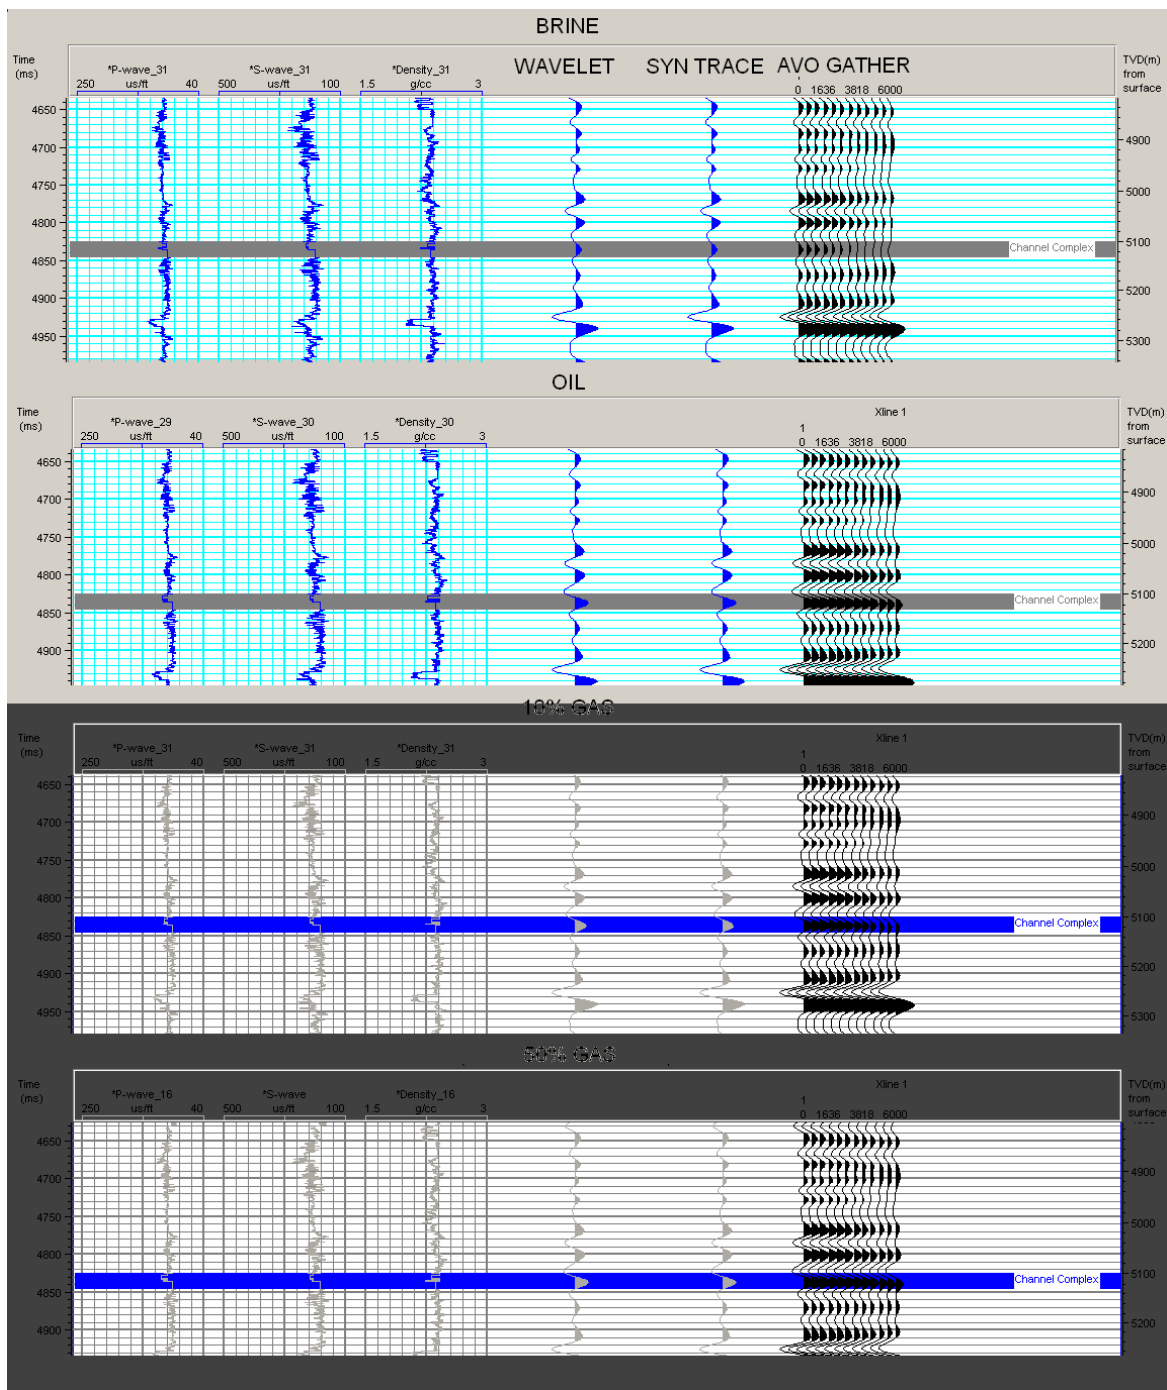 BRINE
Time (ms) *P-wave_31 *S-wave_31 *Density_31 WAVELET SYN TRACE AVO GATHER TVD(m) from surface
250 us/ft 40 500 us/ft 100 1.5 g/cc 3 0 1636 3818 6000
4650
4700 4900
4750 5000
4800
Channel Complex 5100
4850
4900 5200
4950 5300
OIL
Time (ms) *P-wave_29 *S-wave_30 *Density_30 Xline 1 TVD(m) from surface
1
250 us/ft 40 500 us/ft 100 1.5 g/cc 3 0 1636 3818 6000
4650
4700 4900
4750 5000
4800
Channel Complex 5100
4850
4900 5200
10% GAS
Time (ms) *P-wave_31 *S-wave_31 *Density_31 Xline 1 TVD(m) from surface
1
250 us/ft 40 500 us/ft 100 1.5 g/cc 3 0 1636 3818 6000
4650
4700 4900
4750 5000
4800
Channel Complex 5100
4850
4900 5200
4950 5300
50% GAS
Time (ms) *P-wave_16 *S-wave *Density_16 Xline 1 TVD(m) from surface
1
250 us/ft 40 500 us/ft 100 1.5 g/cc 3 0 1636 3818 6000
4650
4700 4900
4750 5000
4800
Channel Complex 5100
4850
4900 5200